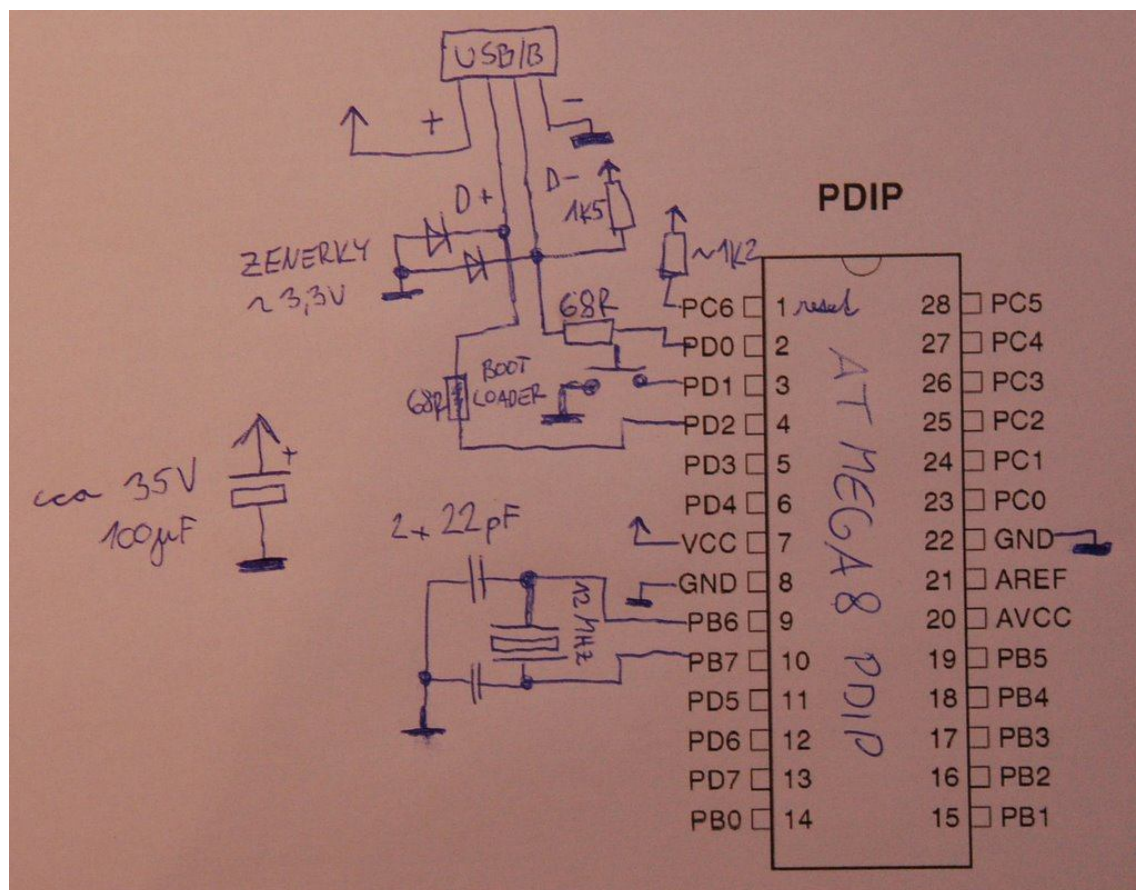 USB/B
+
-
D+
D-
1K5
ZENERKY
~3,3V
~1K2
68R
BOOT
LOADER
68R
cca 35V
+
100µF
2x 22pF
12MHz
PDIP
PC6 1 reset 28 PC5
PD0 2 27 PC4
PD1 3 26 PC3
PD2 4 25 PC2
PD3 5 24 PC1
PD4 6 23 PC0
VCC 7 22 GND
GND 8 21 AREF
PB6 9 20 AVCC
PB7 10 19 PB5
PD5 11 18 PB4
PD6 12 17 PB3
PD7 13 16 PB2
PB0 14 15 PB1
ATMEGA8 PDIP